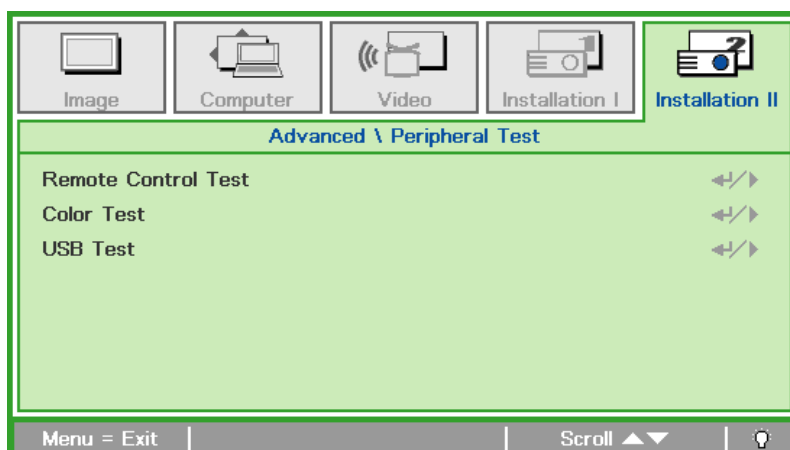 Image
Computer
Video
Installation I
Installation II
Advanced \ Peripheral Test
Remote Control Test
Color Test
USB Test
Menu = Exit
Scroll ▲▼